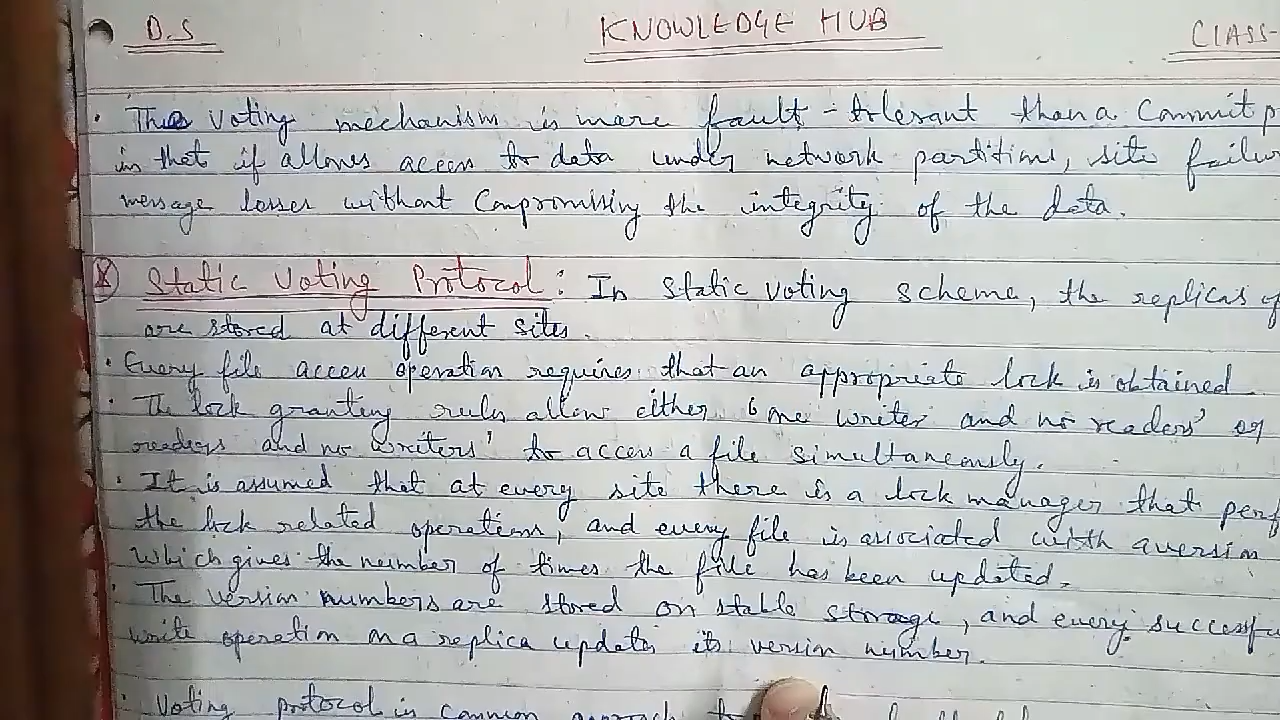 D.S KNOWLEDGE HUB CLASS-
• The Voting mechanism is more fault-tolerant than a Commit p
in that if allows access to data under network partitions, site failur
message losses without Compromising the integrity of the data.
Static Voting Protocol: In static voting scheme, the replicas of
are stored at different sites.
• Every file access operation requires that an appropriate lock is obtained
• The lock granting rules allow either 'one writer and no readers' or
readers and no writers' to access a file simultaneously.
• It is assumed that at every site there is a lock manager that perf
the lock related operations, and every file is associated with a version
which gives the number of times the file has been updated.
• The version numbers are stored on stable storage, and every successfu
write operation on a replica updates its version number.
• Voting protocol is common approach